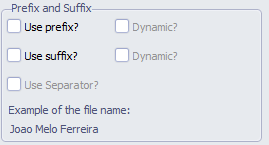 Prefix and Suffix
Use prefix? Dynamic?
Use suffix? Dynamic?
Use Separator?
Example of the file name:
Joao Melo Ferreira